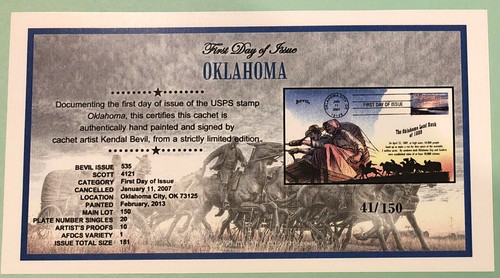 First Day of Issue
OKLAHOMA
Documenting the first day of issue of the USPS stamp
Oklahoma, this certifies this cachet is
authentically hand painted and signed by
cachet artist Kendal Bevil, from a strictly limited edition.
BEVIL ISSUE 535
SCOTT 4121
CATEGORY First Day of Issue
CANCELLED January 11, 2007
LOCATION Oklahoma City, OK 73125
PAINTED February, 2013
MAIN LOT 150
PLATE NUMBER SINGLES 20
ARTIST'S PROOFS 10
AFDCS VARIETY 1
ISSUE TOTAL SIZE 181
FIRST DAY OF ISSUE
The Oklahoma Land Rush
of 1889
41/150